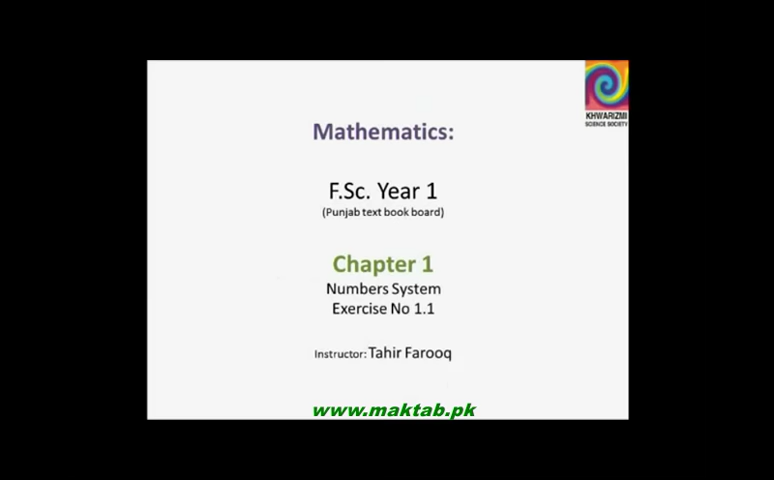 KHWARIZMI
SCIENCE SOCIETY
Mathematics:
F.Sc. Year 1
(Punjab text book board)
Chapter 1
Numbers System
Exercise No 1.1
Instructor: Tahir Farooq
www.maktab.pk